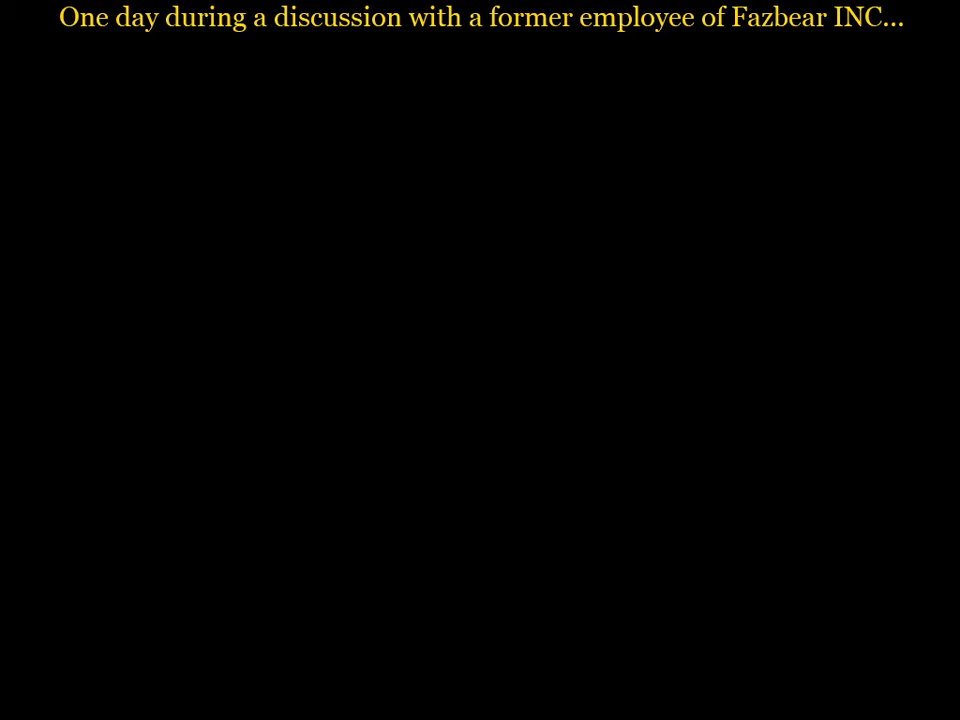 One day during a discussion with a former employee of Fazbear INC...